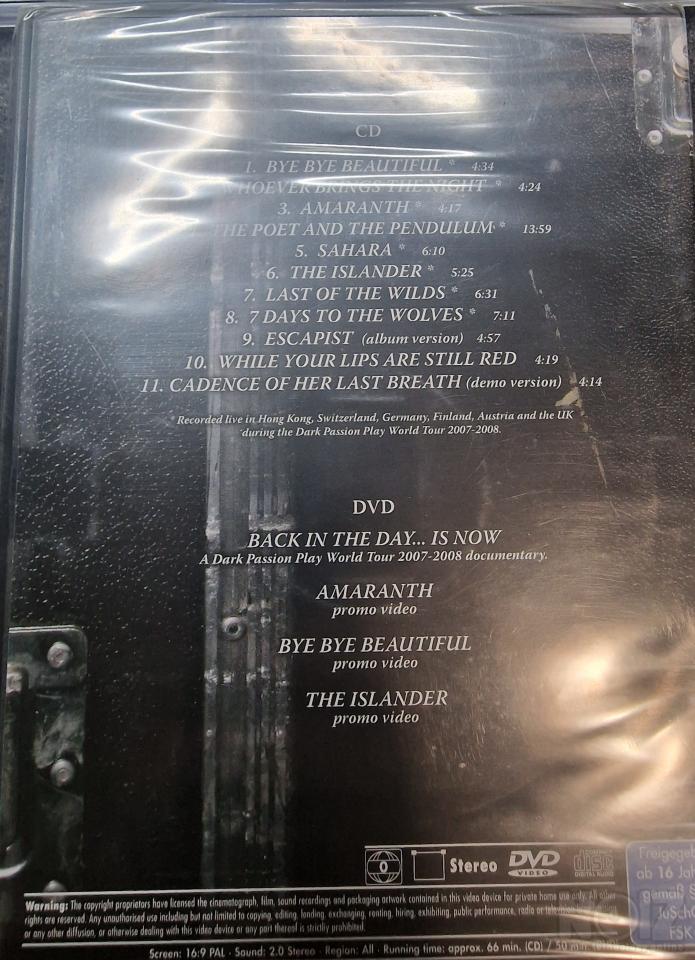 CD
1. BYE BYE BEAUTIFUL * 4:34
WHOEVER BRINGS THE NIGHT * 4:24
3. AMARANTH * 4:17
THE POET AND THE PENDULUM * 13:59
5. SAHARA * 6:10
6. THE ISLANDER * 5:25
7. LAST OF THE WILDS * 6:31
8. 7 DAYS TO THE WOLVES * 7:11
9. ESCAPIST (album version) 4:57
10. WHILE YOUR LIPS ARE STILL RED 4:19
11. CADENCE OF HER LAST BREATH (demo version) 4:14
* Recorded live in Hong Kong, Switzerland, Germany, Finland, Austria and the UK
during the Dark Passion Play World Tour 2007-2008.
DVD
BACK IN THE DAY... IS NOW
A Dark Passion Play World Tour 2007-2008 documentary.
AMARANTH
promo video
BYE BYE BEAUTIFUL
promo video
THE ISLANDER
promo video
0 Stereo DVD VIDEO COMPACT disc DIGITAL AUDIO
Freigegeb
ab 16 Jah
gemäß §
JuSch
FSK
Warning: The copyright proprietors have licensed the cinematograph, film, sound recordings and packaging artwork contained in this video device for private home use only. All other
rights are reserved. Any unauthorised use including but not limited to copying, editing, lending, exchanging, renting, hiring, exhibiting, public performance, radio or
or any other diffusion, or otherwise dealing with this video device or any part thereof is strictly prohibited.
Screen: 16:9 PAL · Sound: 2.0 Stereo · Region: All · Running time: approx. 66 min. (CD) / 50 min.